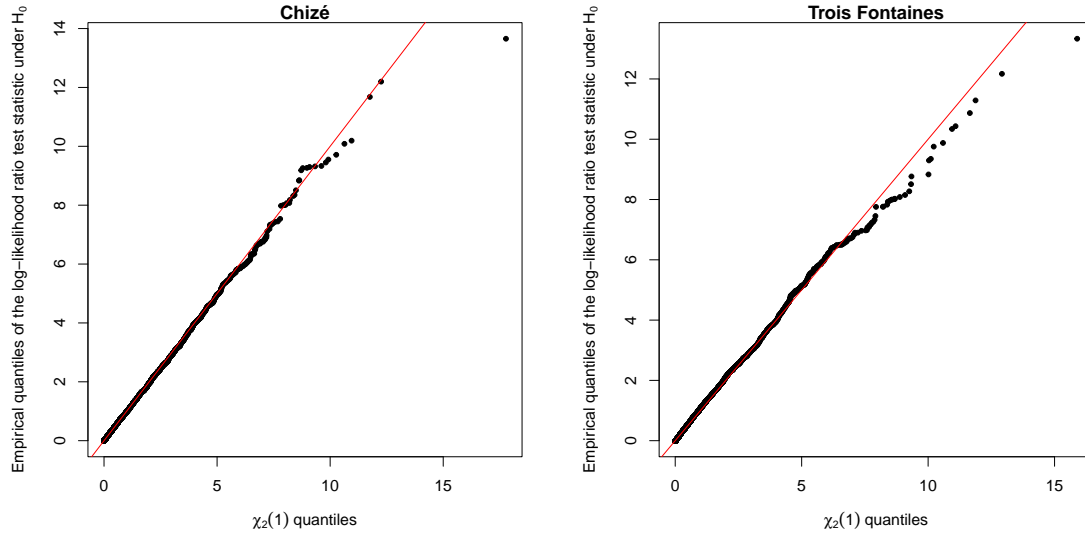 Chizé
Empirical quantiles of the log−likelihood ratio test statistic under H₀
14
12
10
8
6
4
2
0
0 5 10 15
χ₂(1) quantiles
Trois Fontaines
Empirical quantiles of the log−likelihood ratio test statistic under H₀
12
10
8
6
4
2
0
0 5 10 15
χ₂(1) quantiles